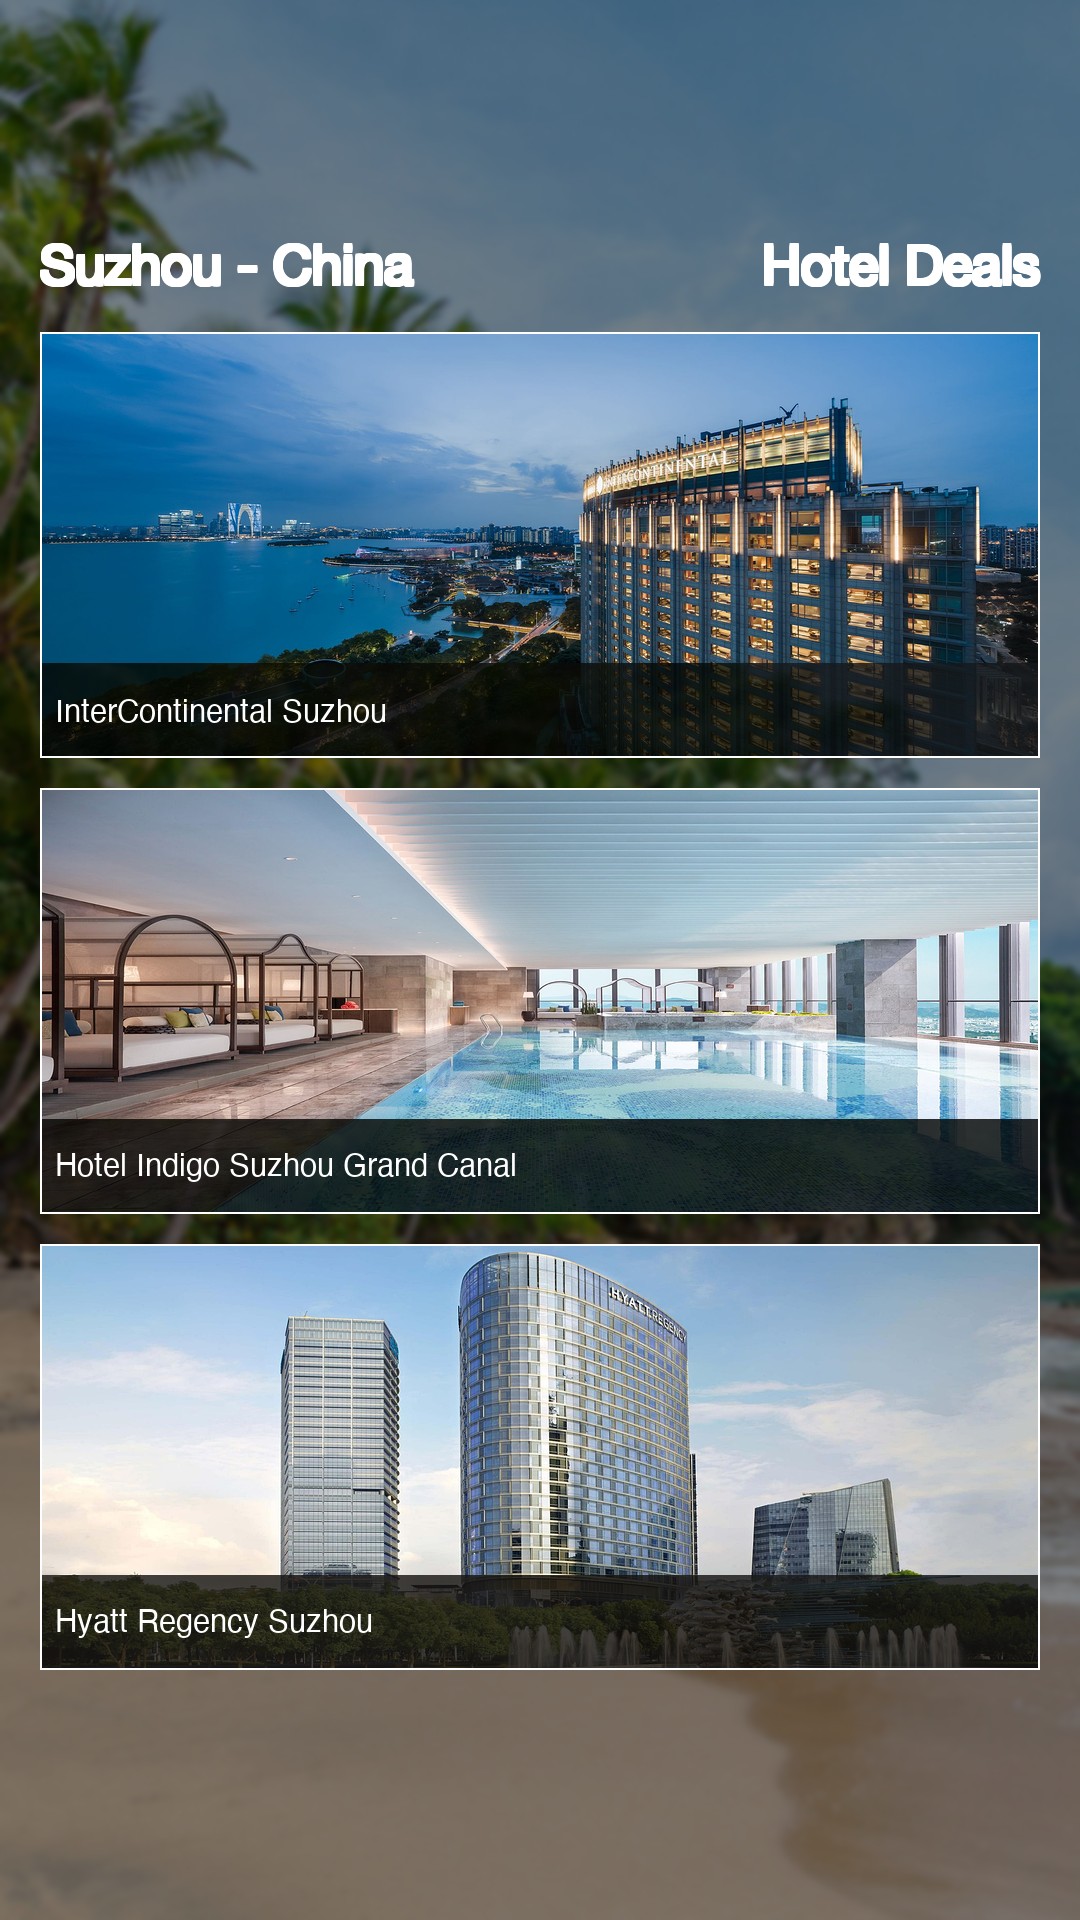 Suzhou - China Hotel Deals
INTERCONTINENTAL
InterContinental Suzhou
Hotel Indigo Suzhou Grand Canal
HYATT REGENCY
Hyatt Regency Suzhou